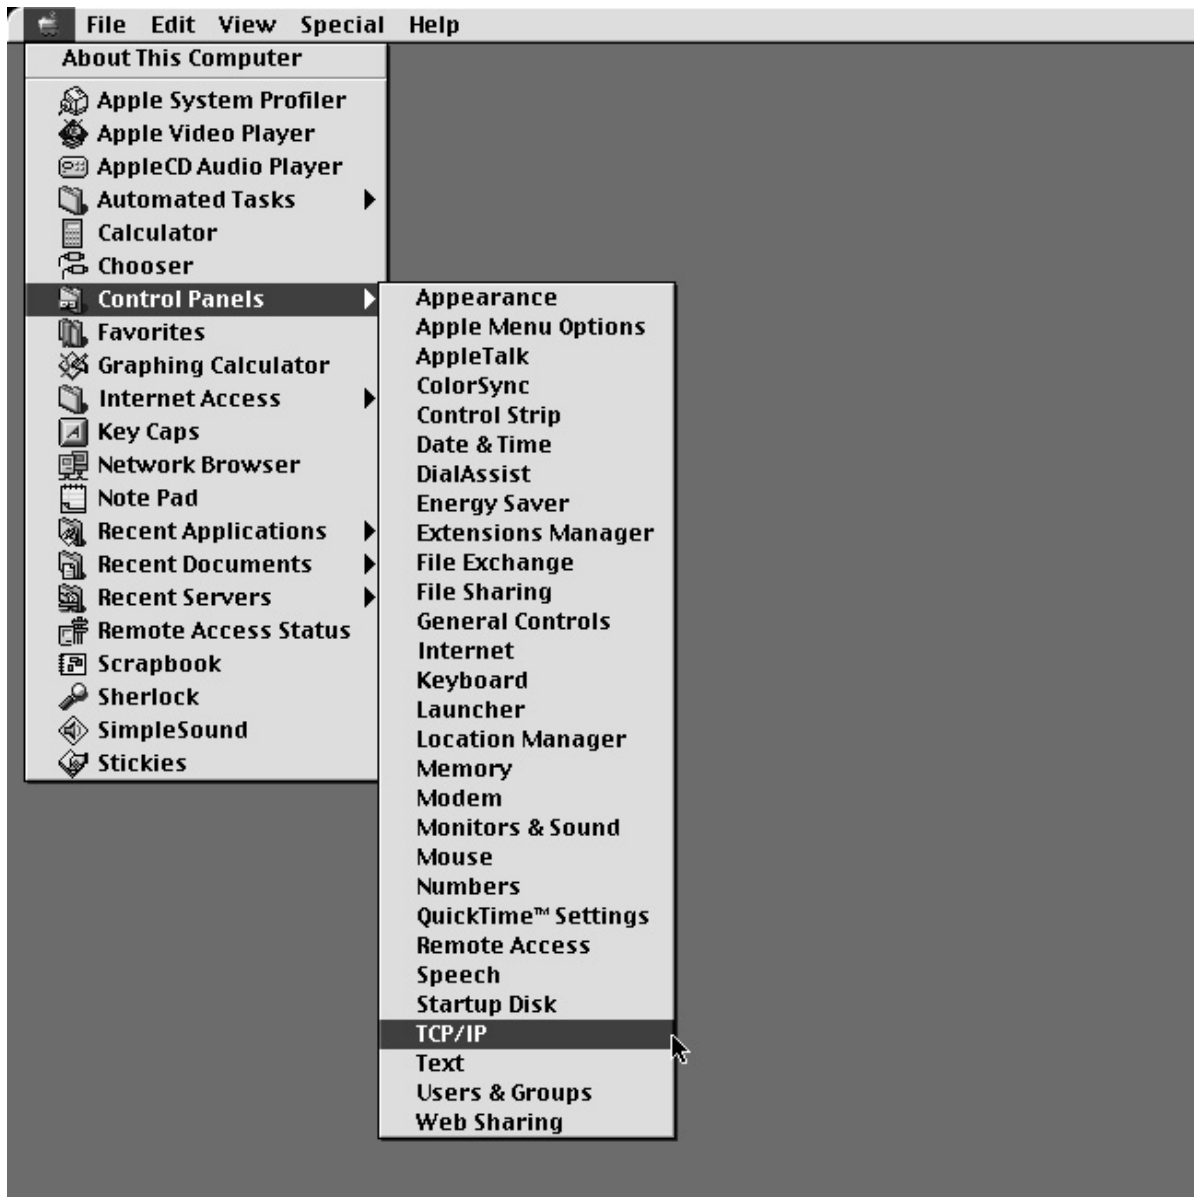 File Edit View Special Help
About This Computer
Apple System Profiler
Apple Video Player
AppleCD Audio Player
Automated Tasks
Calculator
Chooser
Control Panels
Favorites
Graphing Calculator
Internet Access
Key Caps
Network Browser
Note Pad
Recent Applications
Recent Documents
Recent Servers
Remote Access Status
Scrapbook
Sherlock
SimpleSound
Stickies
Appearance
Apple Menu Options
AppleTalk
ColorSync
Control Strip
Date & Time
DialAssist
Energy Saver
Extensions Manager
File Exchange
File Sharing
General Controls
Internet
Keyboard
Launcher
Location Manager
Memory
Modem
Monitors & Sound
Mouse
Numbers
QuickTime™ Settings
Remote Access
Speech
Startup Disk
TCP/IP
Text
Users & Groups
Web Sharing